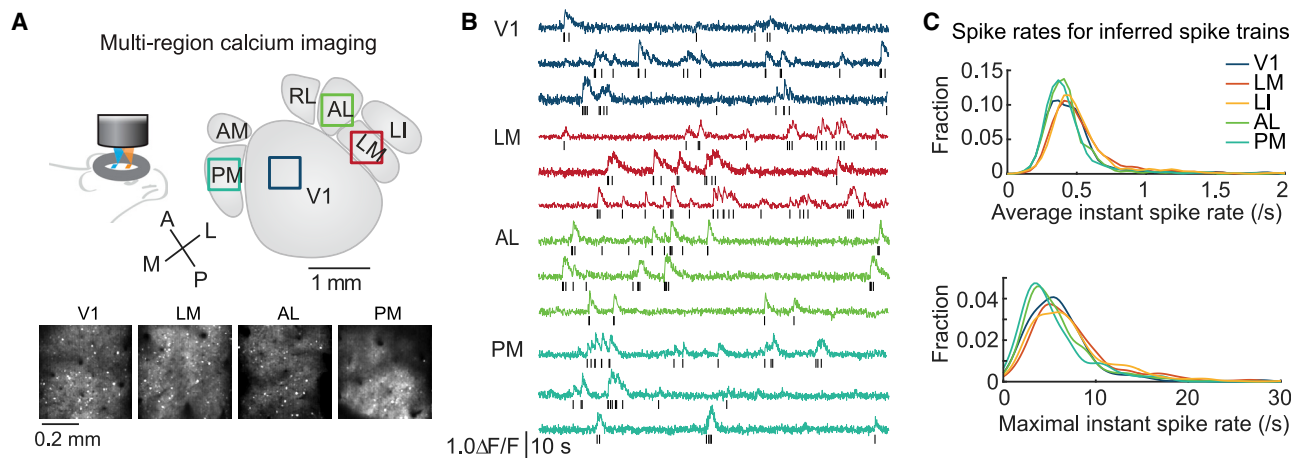 A
Multi-region calcium imaging
RL
AL
LI
AM
LM
PM
V1
A
L
M
P
1 mm
V1 LM AL PM
0.2 mm
B
V1
LM
AL
PM
1.0ΔF/F 10 s
C
Spike rates for inferred spike trains
V1
LM
LI
AL
PM
Fraction
0.15
0.10
0.05
0
0 0.5 1 2
Average instant spike rate (/s)
Fraction
0.04
0.02
0
0 10 20 30
Maximal instant spike rate (/s)